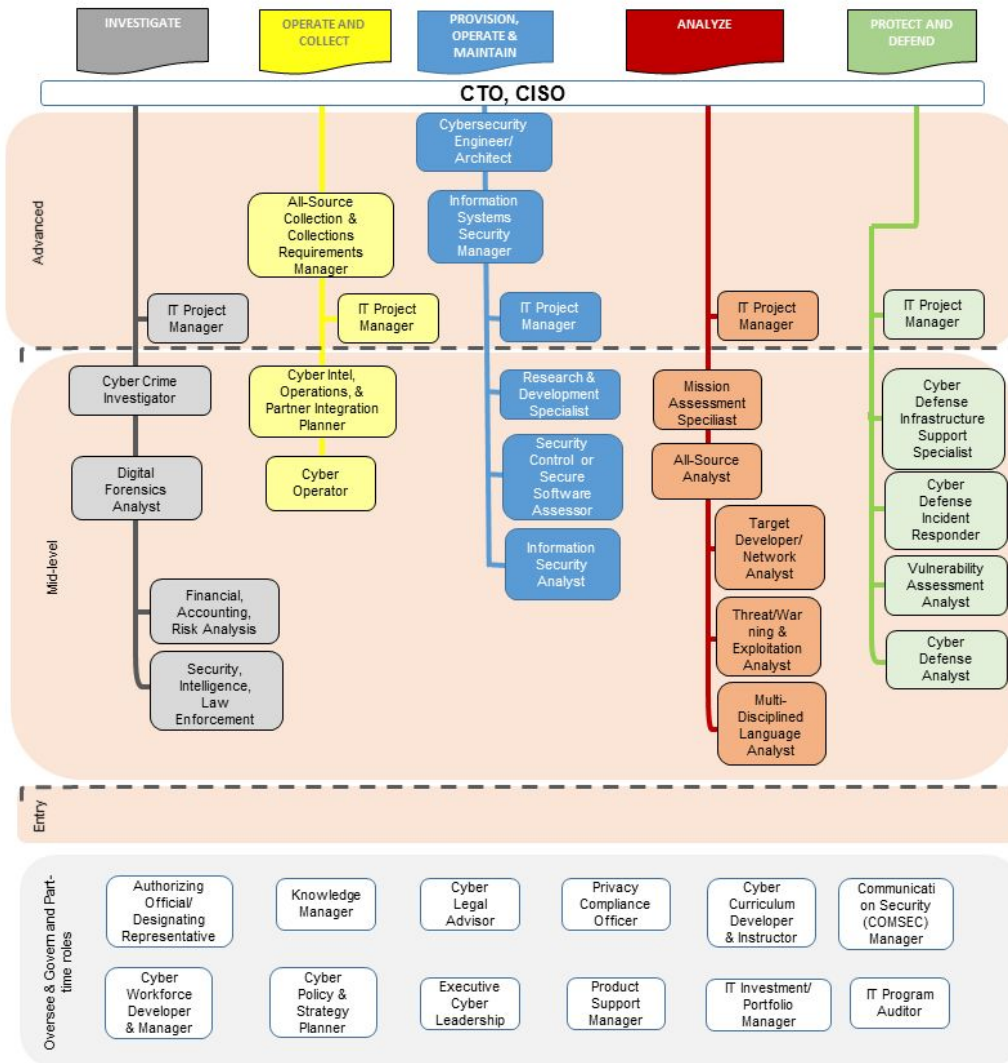 INVESTIGATE
OPERATE AND
COLLECT
PROVISION,
OPERATE &
MAINTAIN
ANALYZE
PROTECT AND
DEFEND
CTO, CISO
Advanced
Cybersecurity
Engineer/
Architect
All-Source
Collection &
Collections
Requirements
Manager
Information
Systems
Security
Manager
IT Project
Manager
IT Project
Manager
IT Project
Manager
IT Project
Manager
IT Project
Manager
Mid-level
Cyber Crime
Investigator
Cyber Intel,
Operations, &
Partner Integration
Planner
Research &
Development
Specialist
Mission
Assessment
Speciliast
Cyber
Defense
Infrastructure
Support
Specialist
Digital
Forensics
Analyst
Cyber
Operator
Security
Control or
Secure
Software
Assessor
All-Source
Analyst
Cyber
Defense
Incident
Responder
Information
Security
Analyst
Target
Developer/
Network
Analyst
Vulnerability
Assessment
Analyst
Financial,
Accounting,
Risk Analysis
Threat/War
ning &
Exploitation
Analyst
Cyber
Defense
Analyst
Security,
Intelligence,
Law
Enforcement
Multi-
Disciplined
Language
Analyst
Entry
Oversee & Govern and Part-
time roles
Authorizing
Official/
Designating
Representative
Knowledge
Manager
Cyber
Legal
Advisor
Privacy
Compliance
Officer
Cyber
Curriculum
Developer
& Instructor
Communicati
on Security
(COMSEC)
Manager
Cyber
Workforce
Developer
& Manager
Cyber
Policy &
Strategy
Planner
Executive
Cyber
Leadership
Product
Support
Manager
IT Investment/
Portfolio
Manager
IT Program
Auditor